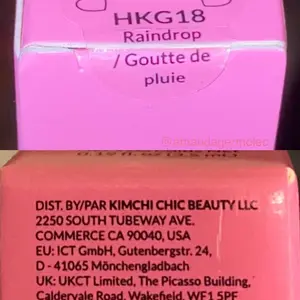 HKG18
Raindrop
/ Goutte de
pluie
DIST. BY/PAR KIMCHI CHIC BEAUTY LLC
2250 SOUTH TUBEWAY AVE.
COMMERCE CA 90040, USA
EU: ICT GmbH, Gutenbergstr. 24,
D - 41065 Mönchengladbach
UK: UKCT Limited, The Picasso Building,
Caldervale Road, Wakefield, WF1 5PF